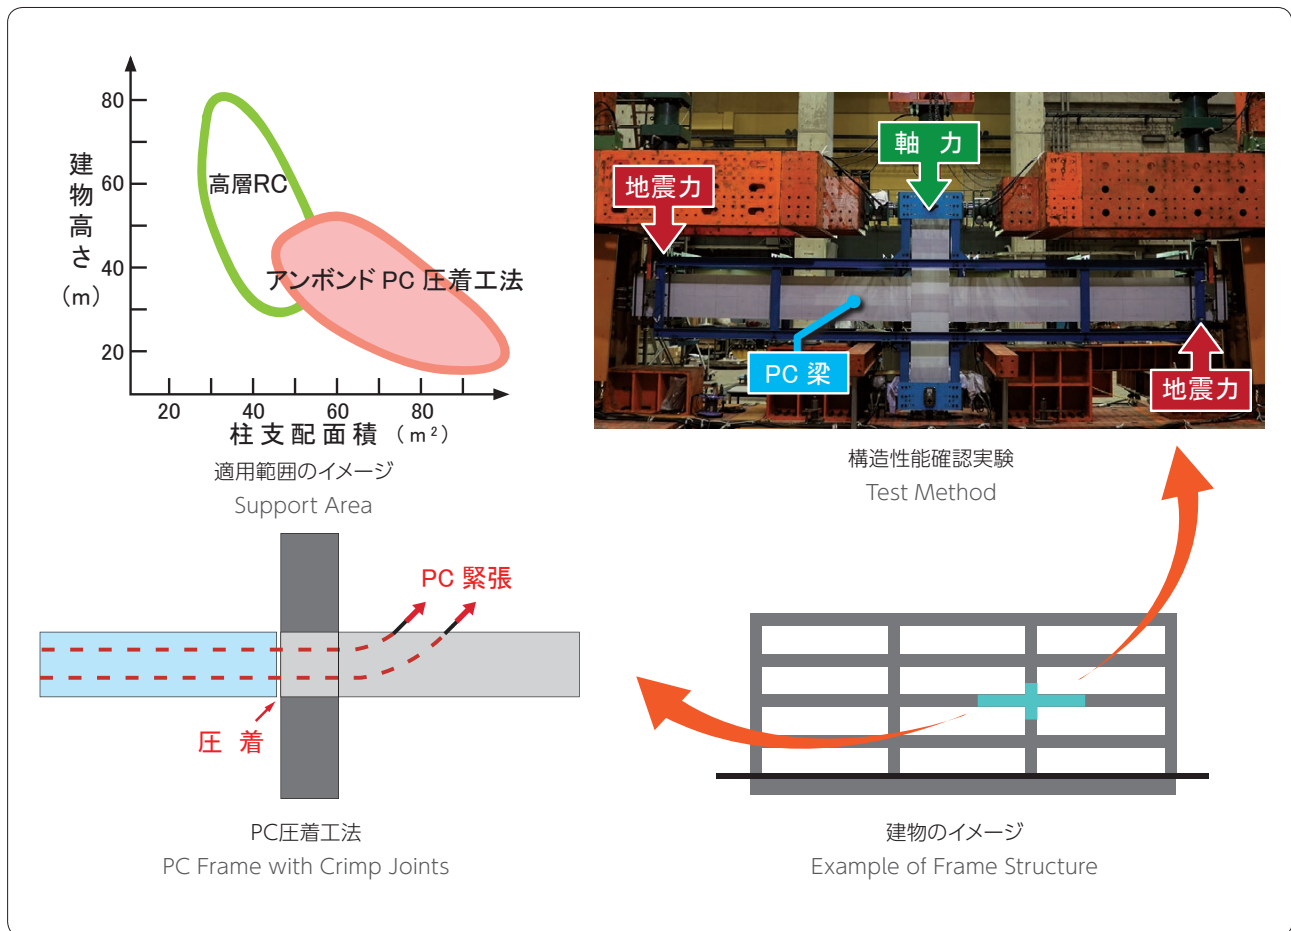 80
60
40
20
建物高さ
(m)
高層RC
アンボンド PC 圧着工法
20 40 60 80
柱支配面積 (m²)
適用範囲のイメージ
Support Area
軸 力
地震力
PC 梁
地震力
構造性能確認実験
Test Method
PC 緊張
圧 着
PC圧着工法
PC Frame with Crimp Joints
建物のイメージ
Example of Frame Structure